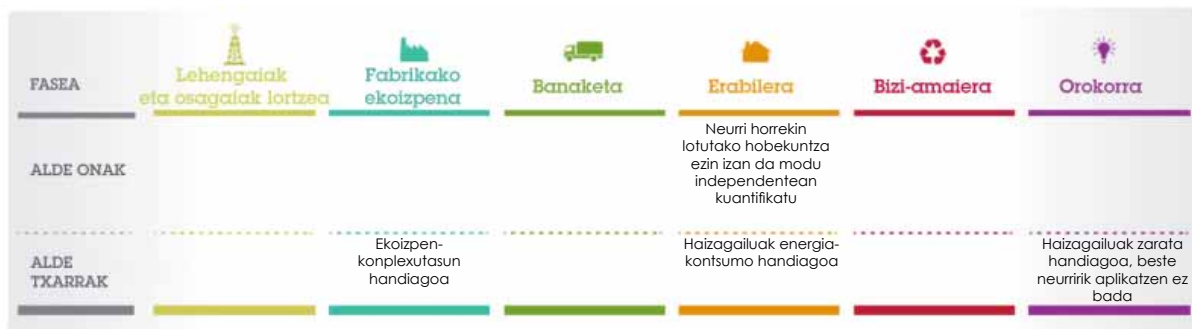 FASEA
Lehengaiak
eta osagaiak lortzea
Fabrikako
ekoizpena
Banaketa
Erabilera
Bizi-amaiera
Orokorra
ALDE ONAK
Neurri horrekin
lotutako hobekuntza
ezin izan da modu
independentean
kuantifikatu
ALDE
TXARRAK
Ekoizpen-
konplexutasun
handiagoa
Haizagailuak energia-
kontsumo handiagoa
Haizagailuak zarata
handiagoa, beste
neurririk aplikatzen ez
bada